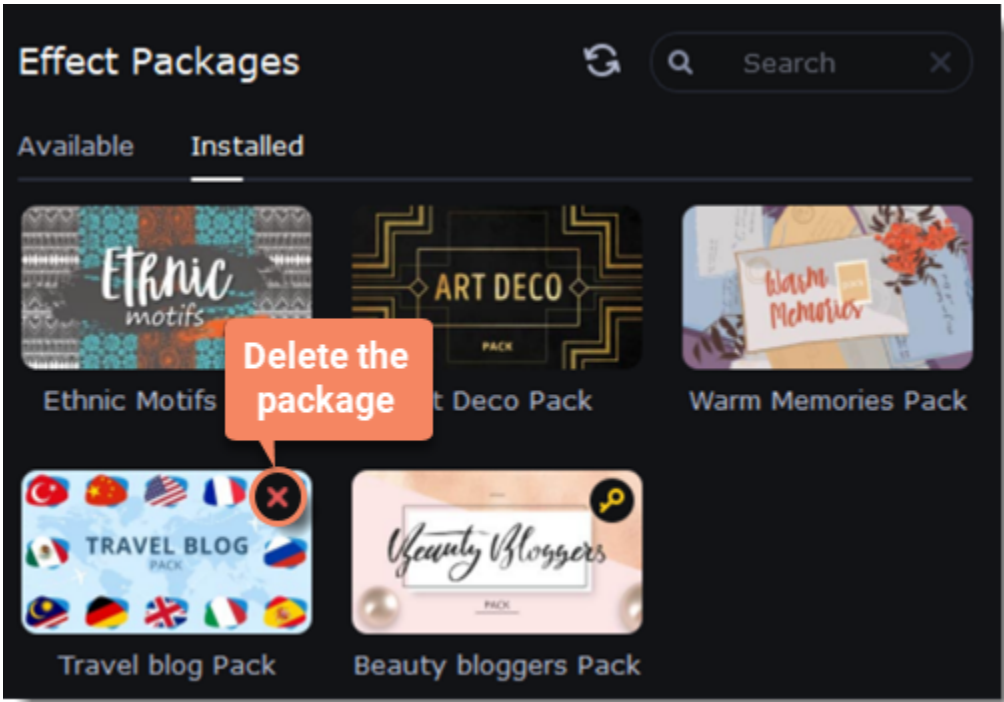 Effect Packages
Search
Available
Installed
Ethnic
motifs
ART DECO
PACK
Warm
Memories
Delete the
package
Ethnic Motifs
t Deco Pack
Warm Memories Pack
TRAVEL BLOG
PACK
Beauty Bloggers
PACK
Travel blog Pack
Beauty bloggers Pack